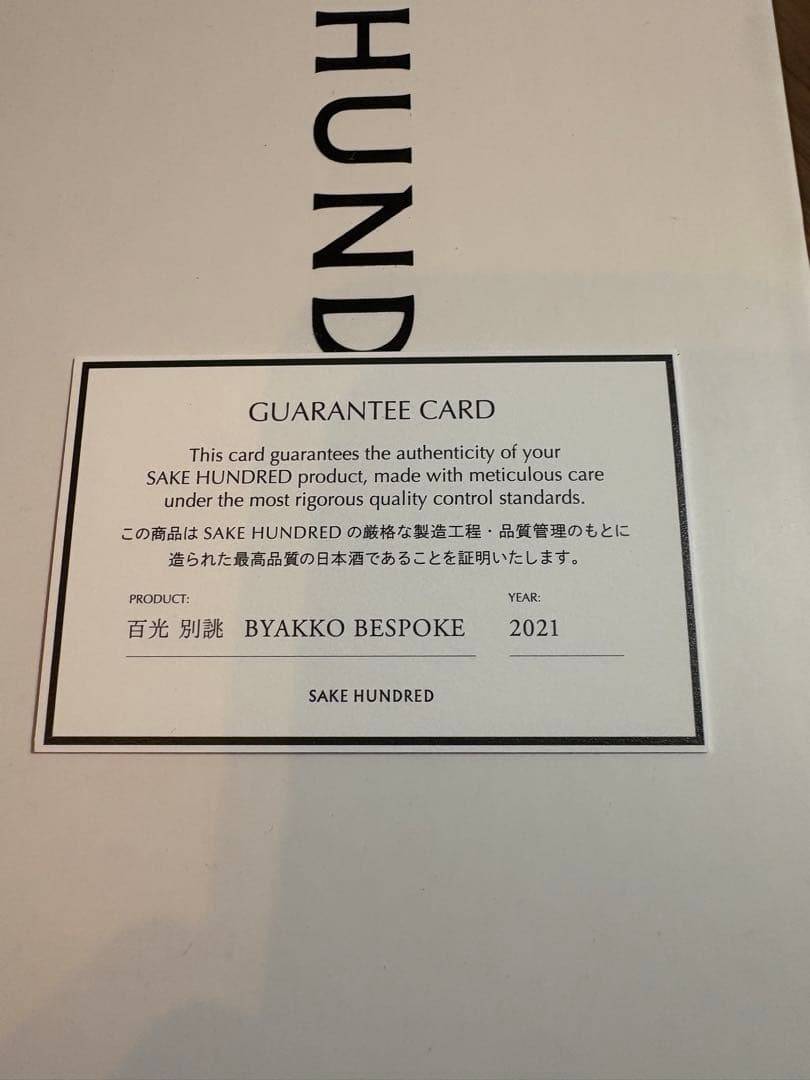 HUND
GUARANTEE CARD
This card guarantees the authenticity of your
SAKE HUNDRED product, made with meticulous care
under the most rigorous quality control standards.
この商品は SAKE HUNDRED の厳格な製造工程・品質管理のもとに
造られた最高品質の日本酒であることを証明いたします。
PRODUCT:
YEAR:
百光 別誂 BYAKKO BESPOKE
2021
SAKE HUNDRED